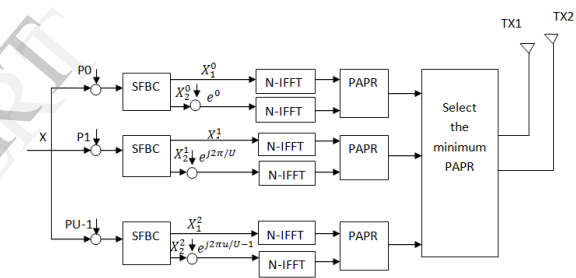 TX1
TX2
P0
SFBC
X_1^0
N-IFFT
PAPR
X_2^0
e^0
N-IFFT
X
P1
SFBC
X_1^1
N-IFFT
PAPR
X_2^1
e^{j2π/U}
N-IFFT
Select
the
minimum
PAPR
PU-1
SFBC
X_1^2
N-IFFT
PAPR
X_2^2
e^{j2πu/U-1}
N-IFFT